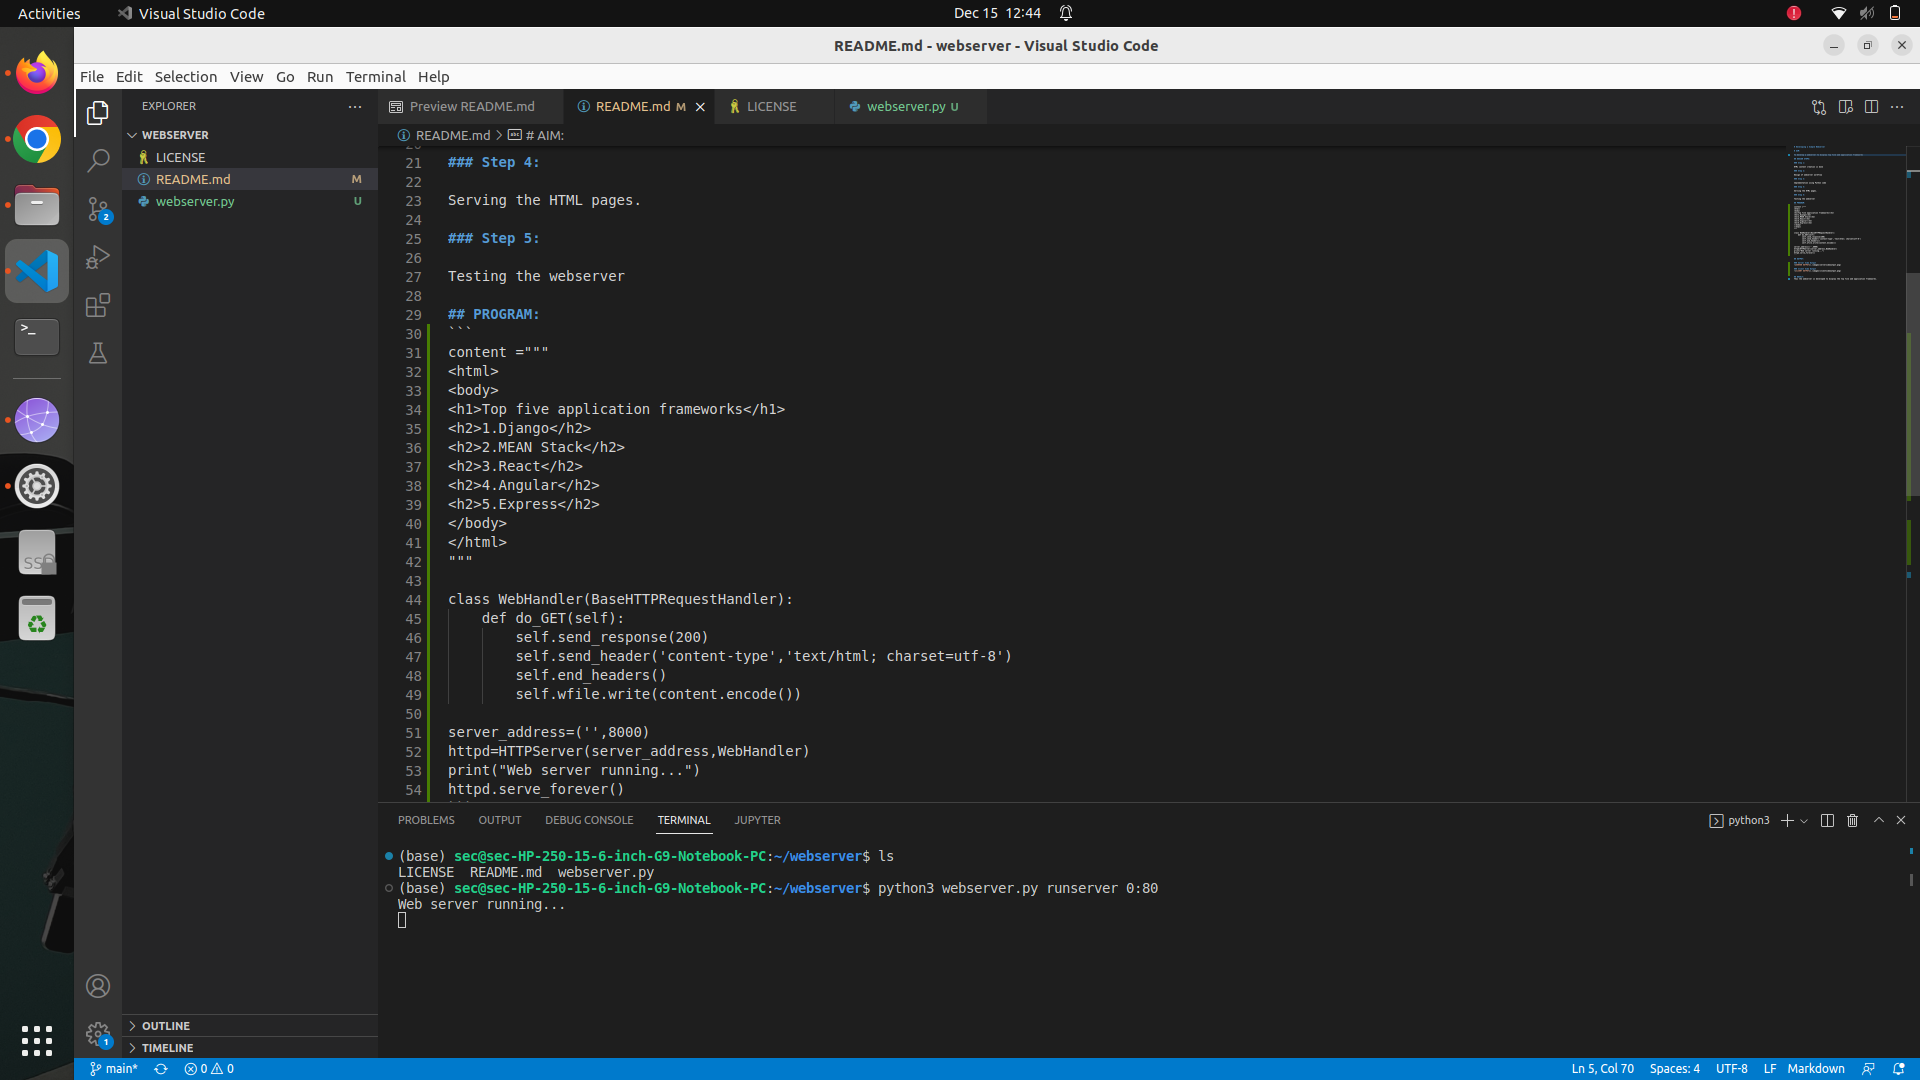 Activities
Visual Studio Code
Dec 15 12:44
README.md - webserver - Visual Studio Code
File Edit Selection View Go Run Terminal Help
EXPLORER
WEBSERVER
LICENSE
README.md M
webserver.py U
OUTLINE
TIMELINE
Preview README.md
README.md M
LICENSE
webserver.py U
README.md > # AIM:
21 ### Step 4:
22
23 Serving the HTML pages.
24
25 ### Step 5:
26
27 Testing the webserver
28
29 ## PROGRAM:
30 ```
31 content ="""
32 <html>
33 <body>
34 <h1>Top five application frameworks</h1>
35 <h2>1.Django</h2>
36 <h2>2.MEAN Stack</h2>
37 <h2>3.React</h2>
38 <h2>4.Angular</h2>
39 <h2>5.Express</h2>
40 </body>
41 </html>
42 """
43
44 class WebHandler(BaseHTTPRequestHandler):
45 def do_GET(self):
46 self.send_response(200)
47 self.send_header('content-type','text/html; charset=utf-8')
48 self.end_headers()
49 self.wfile.write(content.encode())
50
51 server_address=('',8000)
52 httpd=HTTPServer(server_address,WebHandler)
53 print("Web server running...")
54 httpd.serve_forever()
PROBLEMS OUTPUT DEBUG CONSOLE TERMINAL JUPYTER
python3
(base) sec@sec-HP-250-15-6-inch-G9-Notebook-PC:~/webserver$ ls
LICENSE README.md webserver.py
(base) sec@sec-HP-250-15-6-inch-G9-Notebook-PC:~/webserver$ python3 webserver.py runserver 0:80
Web server running...
2
1
SSD
main* 0 0
Ln 5, Col 70 Spaces: 4 UTF-8 LF Markdown